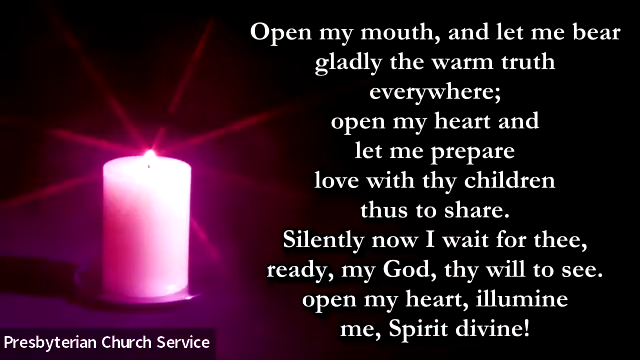 Open my mouth, and let me bear
gladly the warm truth
everywhere;
open my heart and
let me prepare
love with thy children
thus to share.
Silently now I wait for thee,
ready, my God, thy will to see.
open my heart, illumine
me, Spirit divine!
Presbyterian Church Service